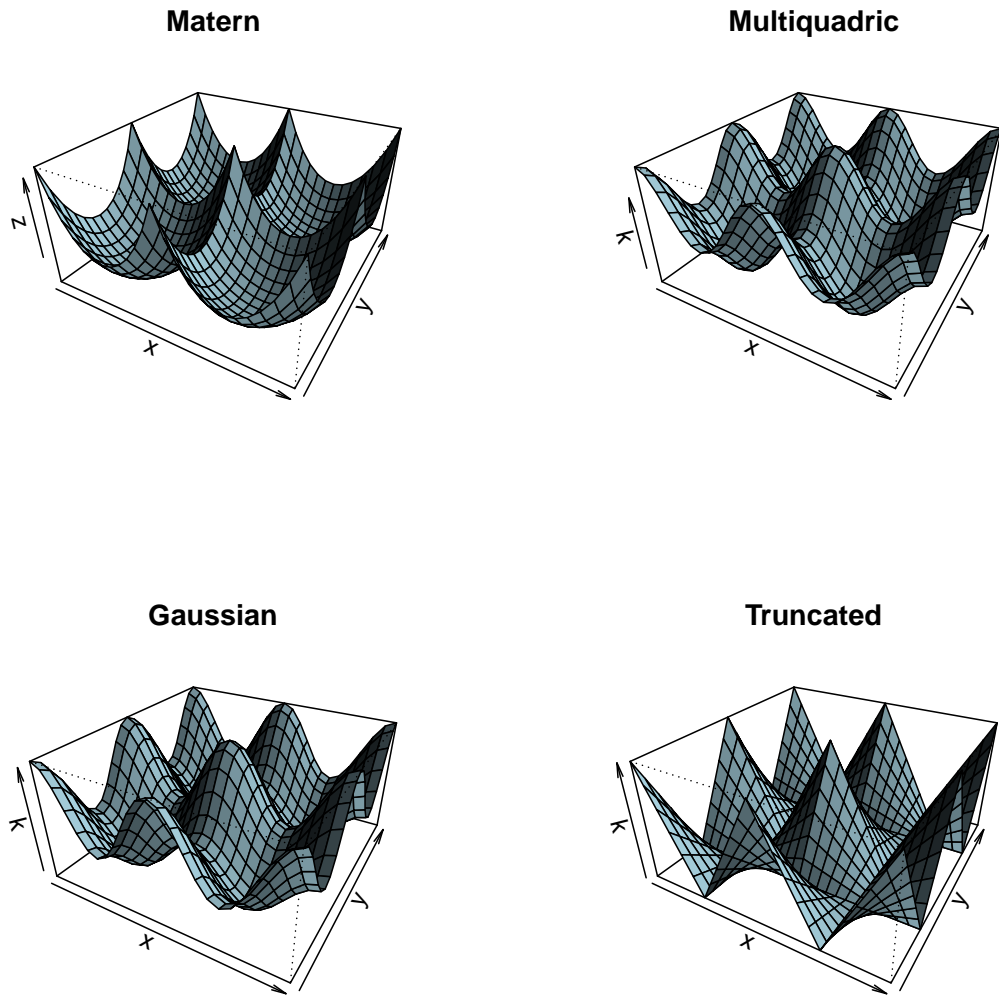 Matern
Multiquadric
z
x
y
k
x
y
Gaussian
Truncated
k
x
y
k
x
y